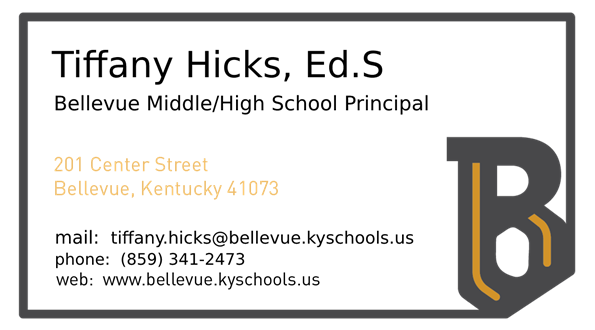 Tiffany Hicks, Ed.S
Bellevue Middle/High School Principal
201 Center Street
Bellevue, Kentucky 41073
mail: tiffany.hicks@bellevue.kyschools.us
phone: (859) 341-2473
web: www.bellevue.kyschools.us
B